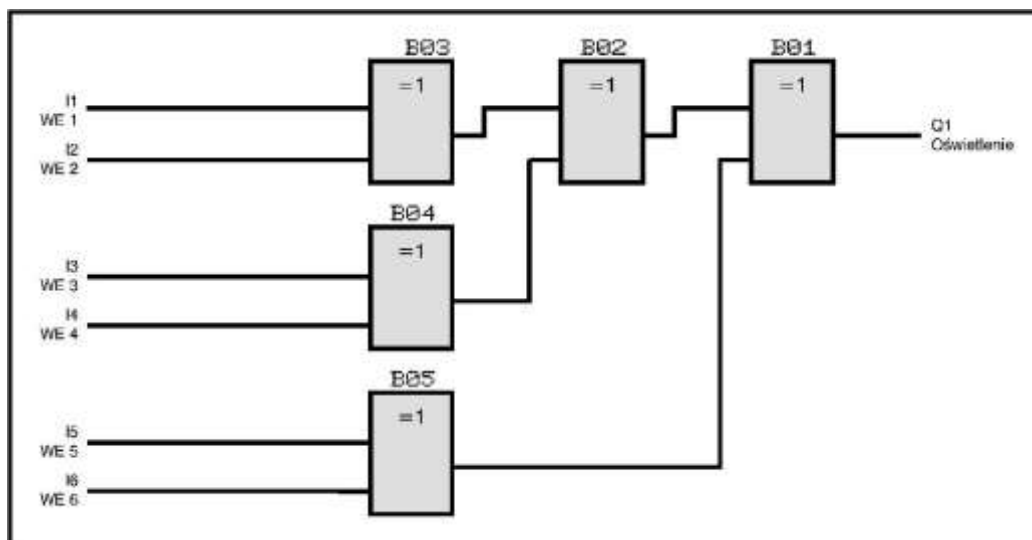 B03
B02
B01
=1
=1
=1
I1
WE 1
I2
WE 2
Q1
Oświetlenie
B04
=1
I3
WE 3
I4
WE 4
B05
=1
I5
WE 5
I6
WE 6